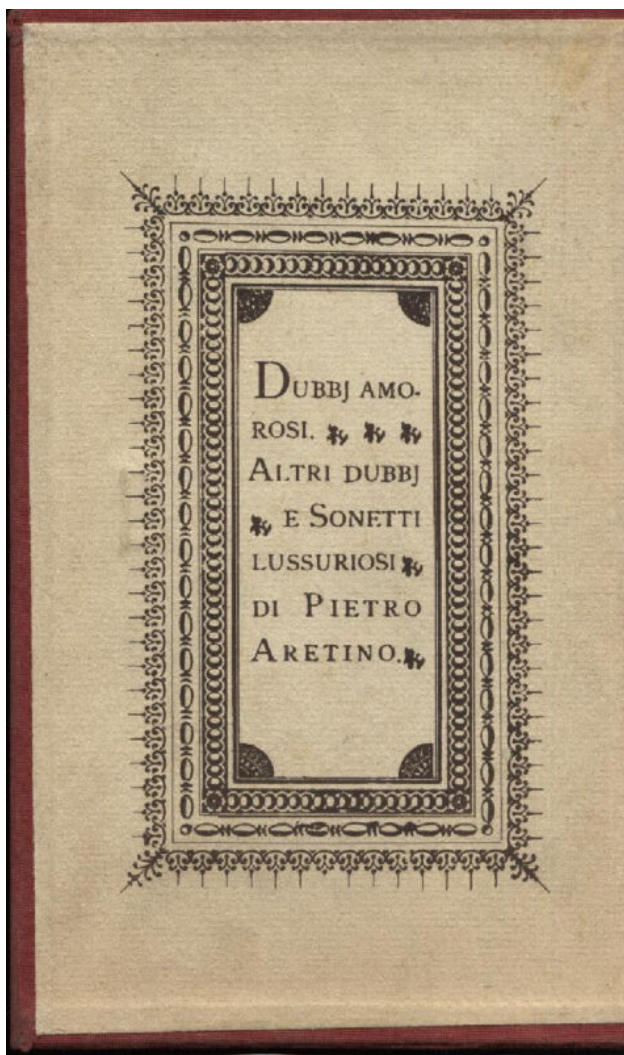 DUBBJ AMO-
ROSI.
ALTRI DUBBJ
E SONETTI
LUSSURIOSI
DI PIETRO
ARETINO.